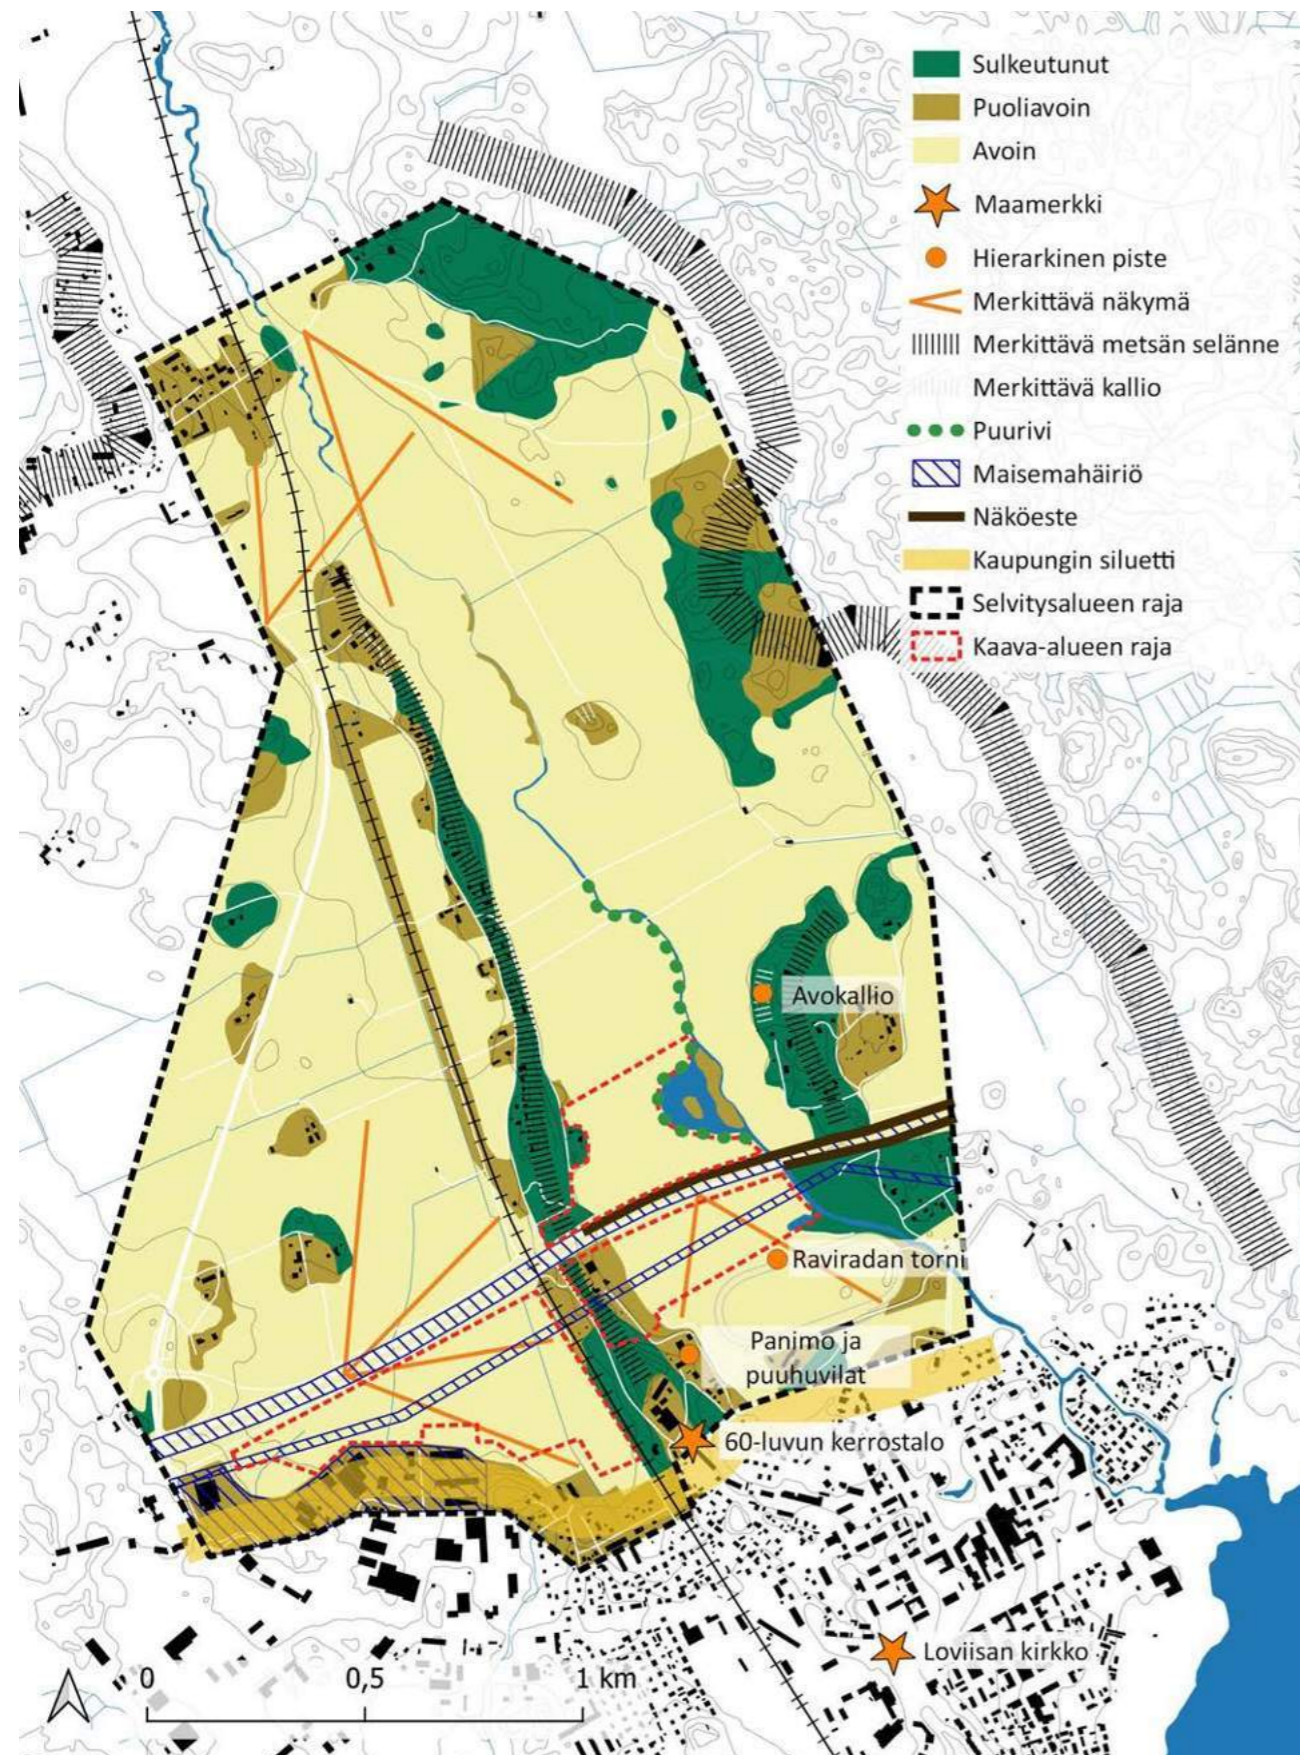 Sulkeutunut
Puoliavoin
Avoin
Maamerkki
Hierarkinen piste
Merkittävä näkymä
Merkittävä metsän selänne
Merkittävä kallio
Puurivi
Maisemahäiriö
Näköeste
Kaupungin siluetti
Selvitysalueen raja
Kaava-alueen raja
Avokallio
Raviradan torni
Panimo ja
puuhuvilat
60-luvun kerrostalo
Loviisan kirkko
0 0,5 1 km